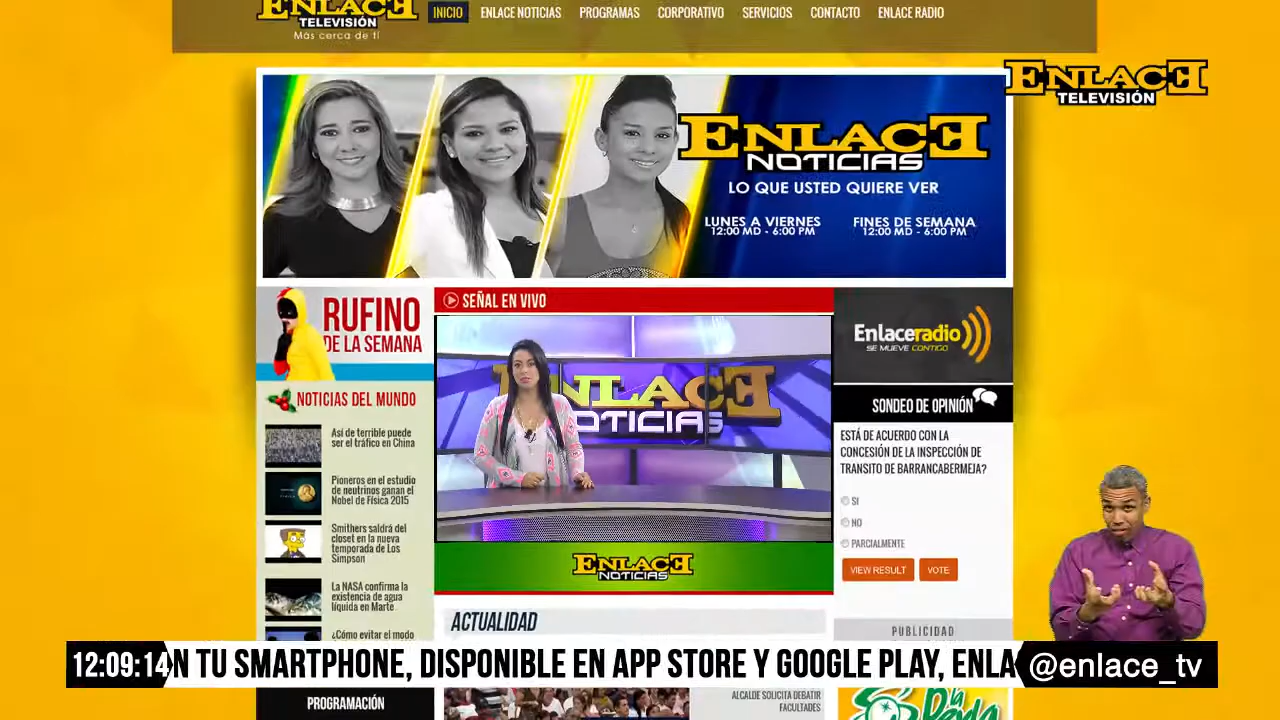 ENLACE
TELEVISIÓN
Más cerca de ti
INICIO
ENLACE NOTICIAS
PROGRAMAS
CORPORATIVO
SERVICIOS
CONTACTO
ENLACE RADIO
ENLACE
TELEVISIÓN
ENLACE
NOTICIAS
LO QUE USTED QUIERE VER
LUNES A VIERNES
12:00 MD - 6:00 PM
FINES DE SEMANA
12:00 MD - 6:00 PM
RUFINO
DE LA SEMANA
NOTICIAS DEL MUNDO
Así de terrible puede
ser el tráfico en China
Pioneros en el estudio
de neutrinos ganan el
Nobel de Física 2015
Smithers saldrá del
closet en la nueva
temporada de Los
Simpson
La NASA confirma la
existencia de agua
líquida en Marte
¿Cómo evitar el modo
PROGRAMACIÓN
SEÑAL EN VIVO
ENLACE
NOTICIAS
ENLACE
NOTICIAS
ACTUALIDAD
ALCALDE SOLICITA DEBATIR
FACULTADES
Enlaceradio
SE MUEVE CONTIGO
SONDEO DE OPINIÓN
ESTÁ DE ACUERDO CON LA
CONCESIÓN DE LA INSPECCIÓN DE
TRANSITO DE BARRANCABERMEJA?
SI
NO
PARCIALMENTE
VIEW RESULT
VOTE
PUBLICIDAD
la
12:09:14
N TU SMARTPHONE, DISPONIBLE EN APP STORE Y GOOGLE PLAY, ENLA
@enlace_tv